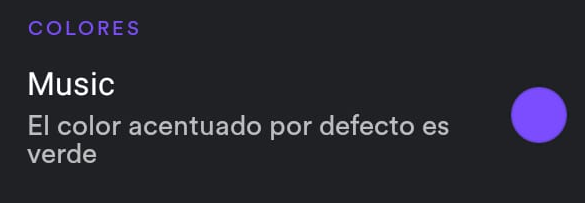 COLORES
Music
El color acentuado por defecto es
verde